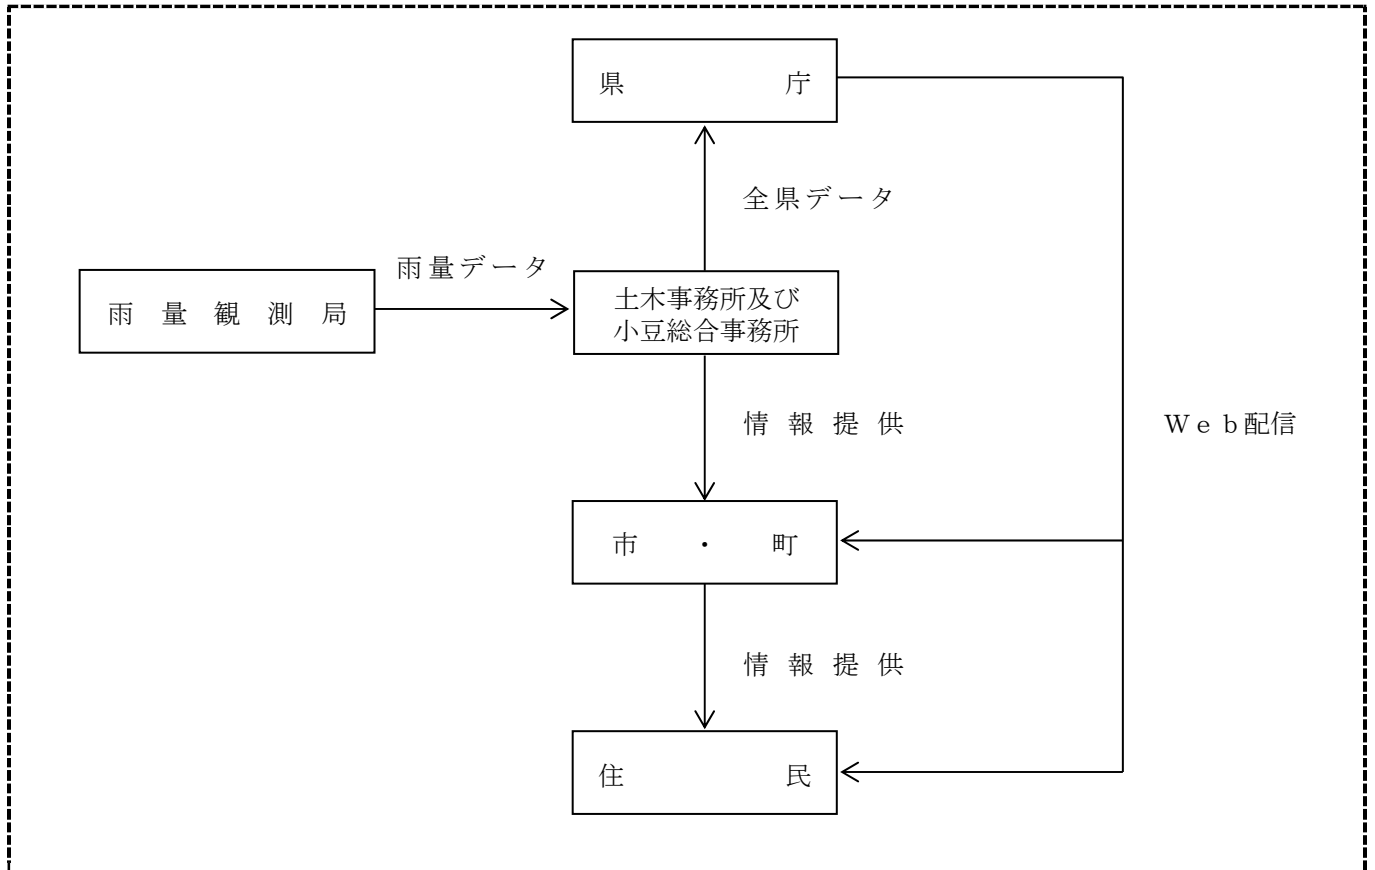 県庁
全県データ
雨量データ
雨量観測局
土木事務所及び
小豆総合事務所
情報提供
Ｗｅｂ配信
市・町
情報提供
住民